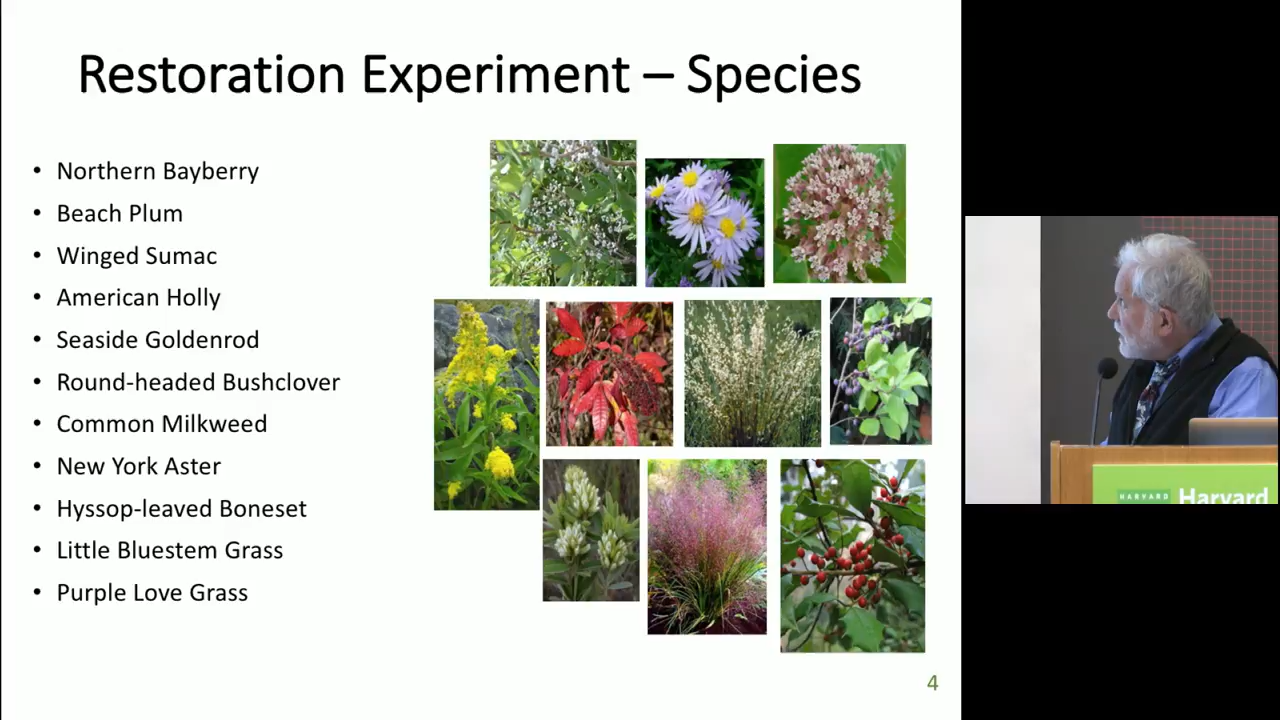 Restoration Experiment – Species
• Northern Bayberry
• Beach Plum
• Winged Sumac
• American Holly
• Seaside Goldenrod
• Round-headed Bushclover
• Common Milkweed
• New York Aster
• Hyssop-leaved Boneset
• Little Bluestem Grass
• Purple Love Grass
4
HARVARD Harvard